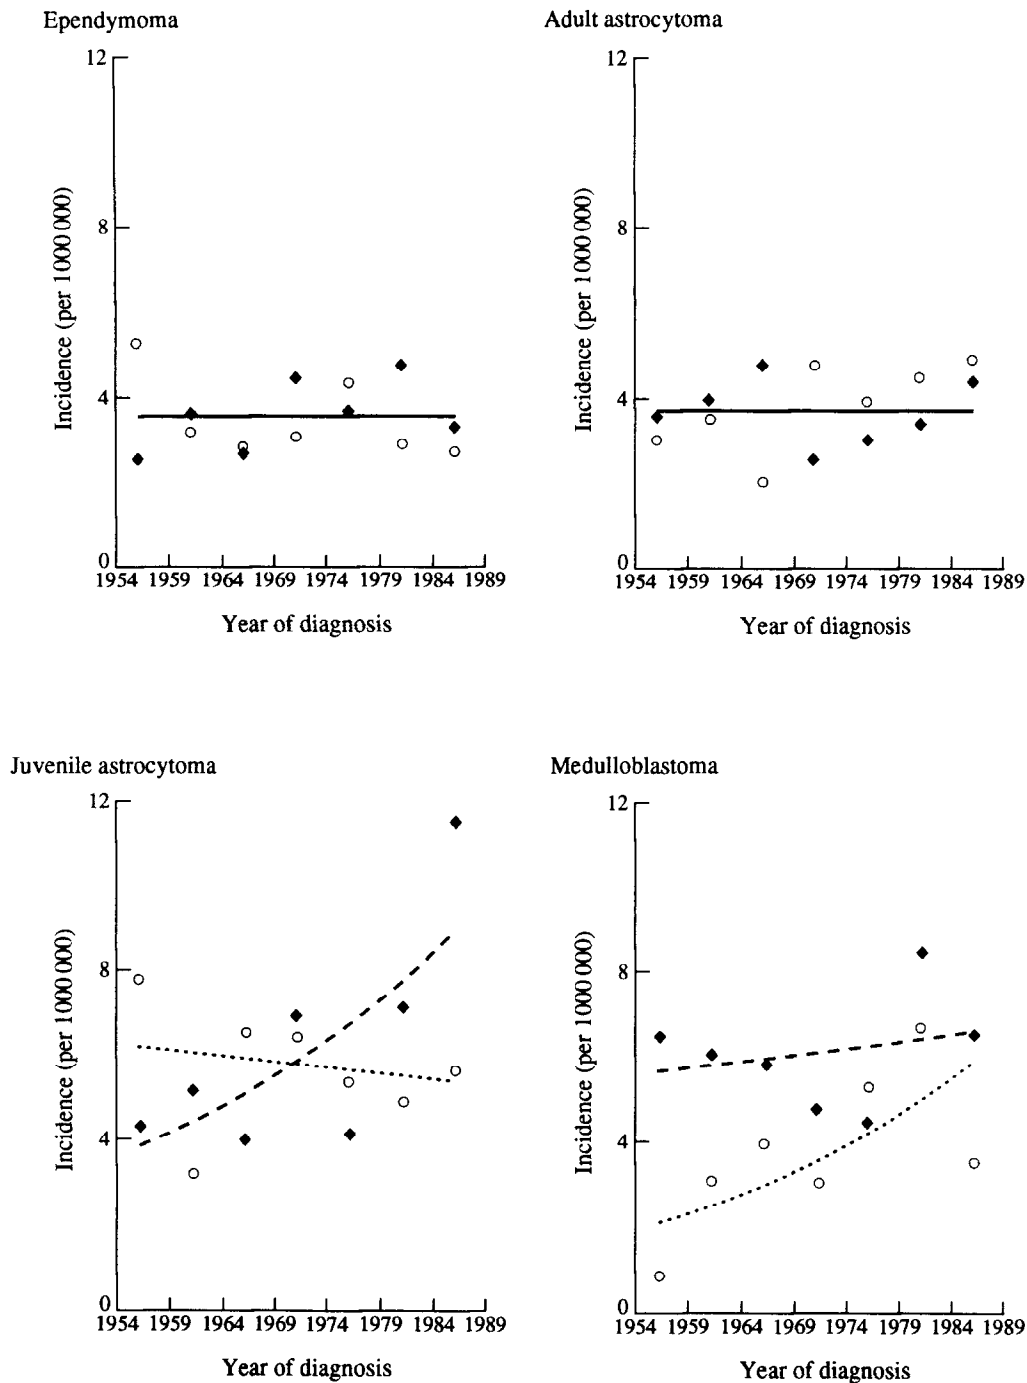 Ependymoma
12
8
4
0
Incidence (per 1000 000)
1954 1959 1964 1969 1974 1979 1984 1989
Year of diagnosis
Adult astrocytoma
12
8
4
0
Incidence (per 1000 000)
1954 1959 1964 1969 1974 1979 1984 1989
Year of diagnosis
Juvenile astrocytoma
12
8
4
0
Incidence (per 1000 000)
1954 1959 1964 1969 1974 1979 1984 1989
Year of diagnosis
Medulloblastoma
12
8
4
0
Incidence (per 1000 000)
1954 1959 1964 1969 1974 1979 1984 1989
Year of diagnosis